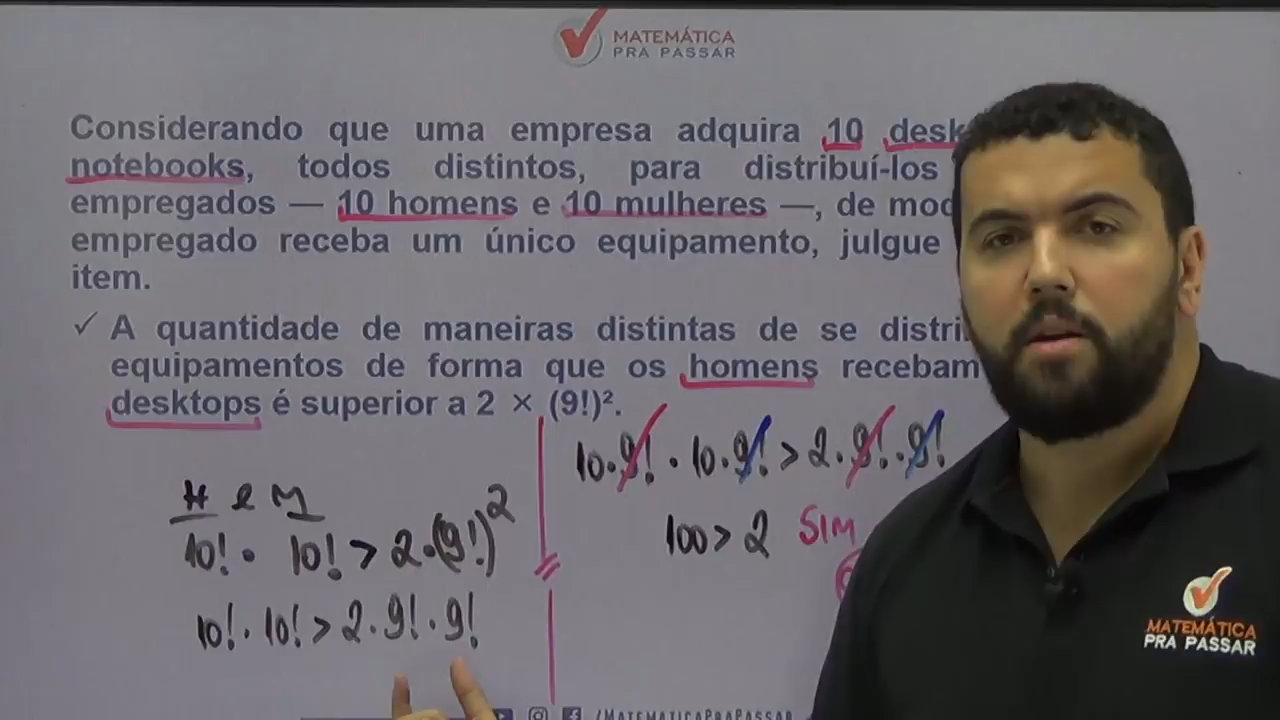 MATEMÁTICA
PRA PASSAR
Considerando que uma empresa adquira 10
notebooks, todos distintos, para distribuí-los
empregados — 10 homens e 10 mulheres —, de
empregado receba um único equipamento, julgue
item.
✓ A quantidade de maneiras distintas de se
equipamentos de forma que os homens recebam
desktops é superior a 2 × (9!)².
10·9! · 10·9! > 2·9!·9!
100 > 2 SIM
H e M
10! · 10! > 2·(9!)²
10! · 10! > 2·9!·9!
MATEMÁTICA
PRA PASSAR
/MATEMATICAPRAPASSAR